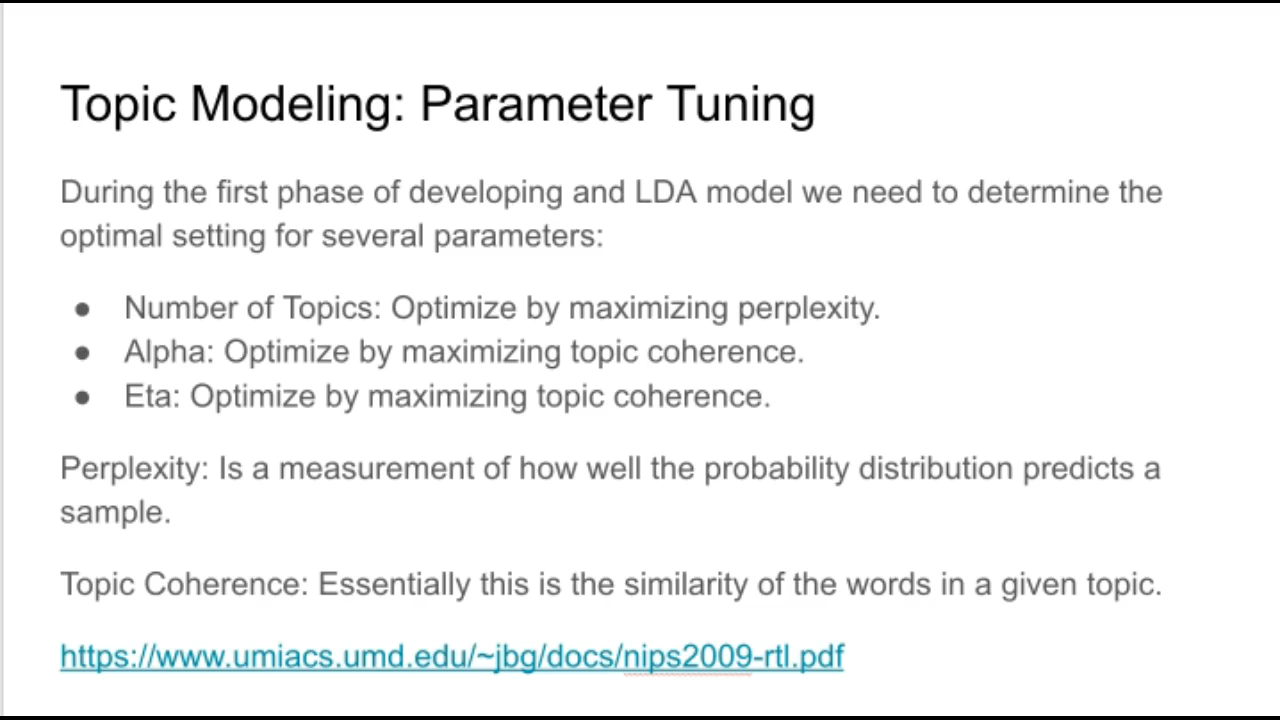 Topic Modeling: Parameter Tuning
During the first phase of developing and LDA model we need to determine the
optimal setting for several parameters:
● Number of Topics: Optimize by maximizing perplexity.
● Alpha: Optimize by maximizing topic coherence.
● Eta: Optimize by maximizing topic coherence.
Perplexity: Is a measurement of how well the probability distribution predicts a
sample.
Topic Coherence: Essentially this is the similarity of the words in a given topic.
https://www.umiacs.umd.edu/~jbg/docs/nips2009-rtl.pdf